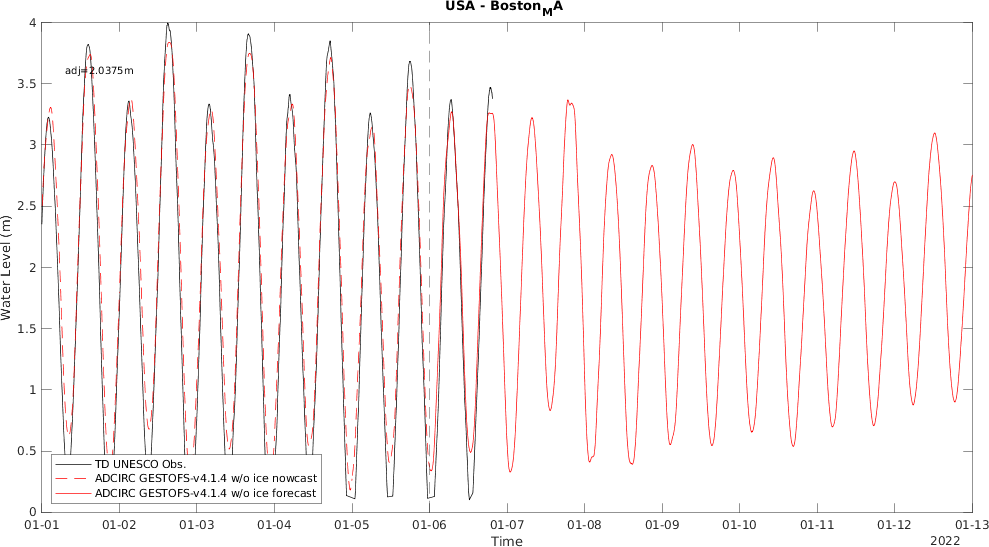 USA - Boston_MA
4
adj=2.0375m
3.5
3
2.5
2
1.5
1
0.5
0
Water Level (m)
TD UNESCO Obs.
ADCIRC GESTOFS-v4.1.4 w/o ice nowcast
ADCIRC GESTOFS-v4.1.4 w/o ice forecast
01-01 01-02 01-03 01-04 01-05 01-06 01-07 01-08 01-09 01-10 01-11 01-12 01-13
Time
2022